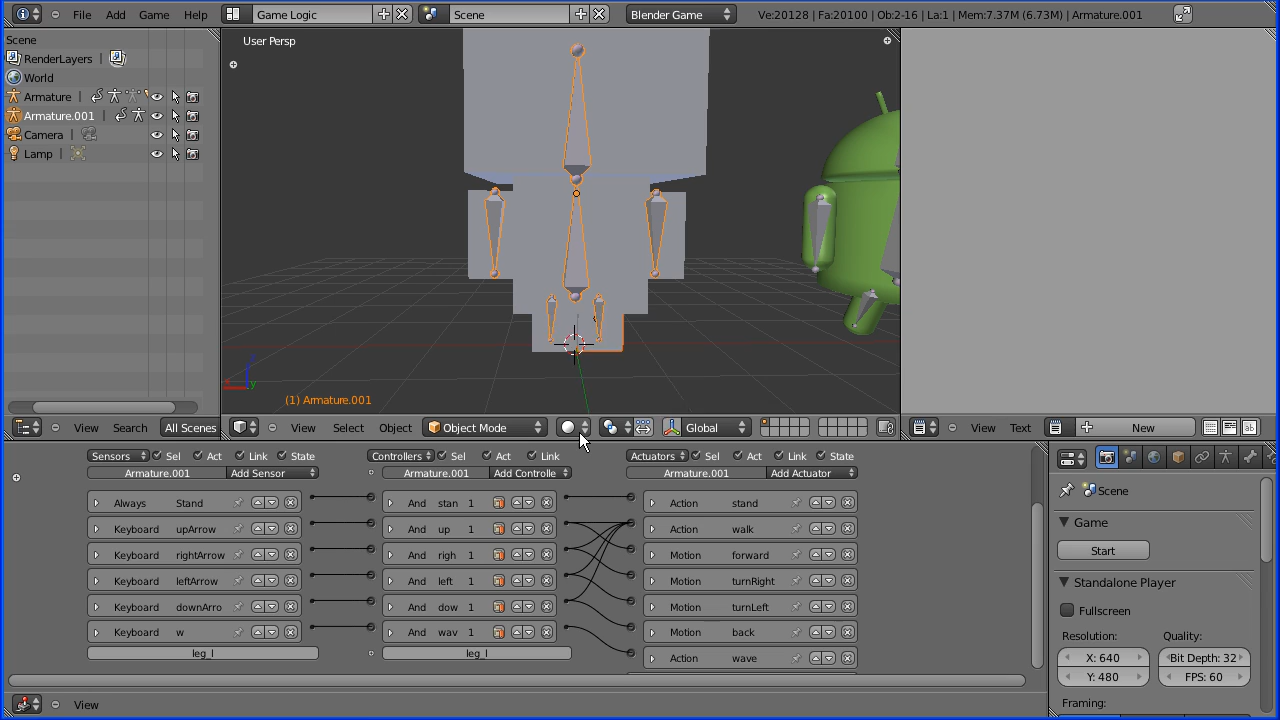 File Add Game Help Game Logic Scene Blender Game Ve:20128 | Fa:20100 | Ob:2-16 | La:1 | Mem:7.37M (6.73M) | Armature.001
Scene
RenderLayers |
World
Armature |
Armature.001 |
Camera |
Lamp |
View Search All Scenes
User Persp
z
y
(1) Armature.001
View Select Object Object Mode Global
View Text New
Sensors Sel Act Link State
Armature.001 Add Sensor
Always Stand
Keyboard upArrow
Keyboard rightArrow
Keyboard leftArrow
Keyboard downArro
Keyboard w
leg_l
Controllers Sel Act Link
Armature.001 Add Controlle
And stan 1
And up 1
And righ 1
And left 1
And dow 1
And wav 1
leg_l
Actuators Sel Act Link State
Armature.001 Add Actuator
Action stand
Action walk
Motion forward
Motion turnRight
Motion turnLeft
Motion back
Action wave
View
Scene
Game
Start
Standalone Player
Fullscreen
Resolution: Quality:
X: 640 Bit Depth: 32
Y: 480 FPS: 60
Framing: